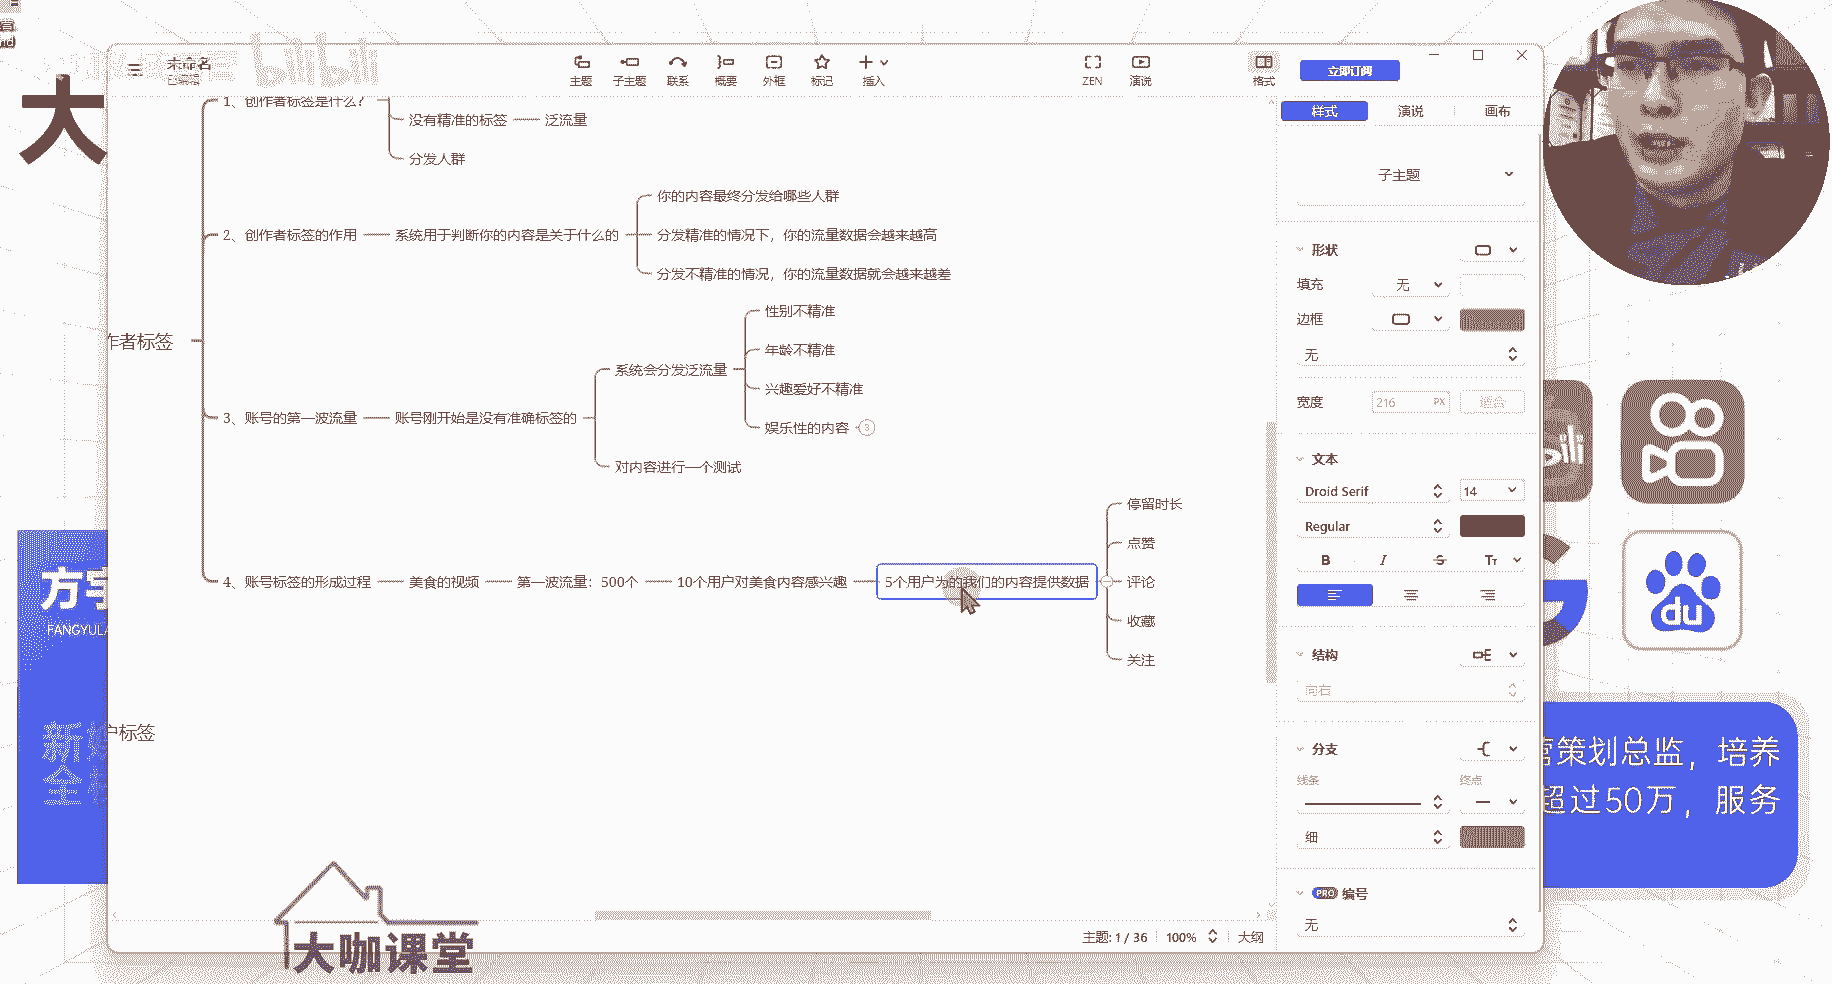 大
bilibili
未命名
已编辑
主题
子主题
联系
概要
外框
标记
插入
ZEN
演说
格式
立即订阅
样式
演说
画布
1、创作者标签是什么?
没有精准的标签
泛流量
分发人群
2、创作者标签的作用
系统用于判断你的内容是关于什么的
你的内容最终分发给哪些人群
分发精准的情况下，你的流量数据会越来越高
分发不精准的情况，你的流量数据就会越来越差
作者标签
3、账号的第一波流量
账号刚开始是没有准确标签的
系统会分发泛流量
性别不精准
年龄不精准
兴趣爱好不精准
娱乐性的内容
3
对内容进行一个测试
4、账号标签的形成过程
美食的视频
第一波流量：500个
10个用户对美食内容感兴趣
5个用户为的我们的内容提供数据
停留时长
点赞
评论
收藏
关注
户标签
子主题
形状
填充
无
边框
无
宽度
216
PX
适合
文本
Droid Serif
14
Regular
B
I
S
Tт
结构
向右
分支
线条
终点
细
PRO
编号
无
主题: 1 / 36
100%
大纲
方宇
FANGYULA
新
全
du
营策划总监，培养
超过50万，服务
大咖课堂